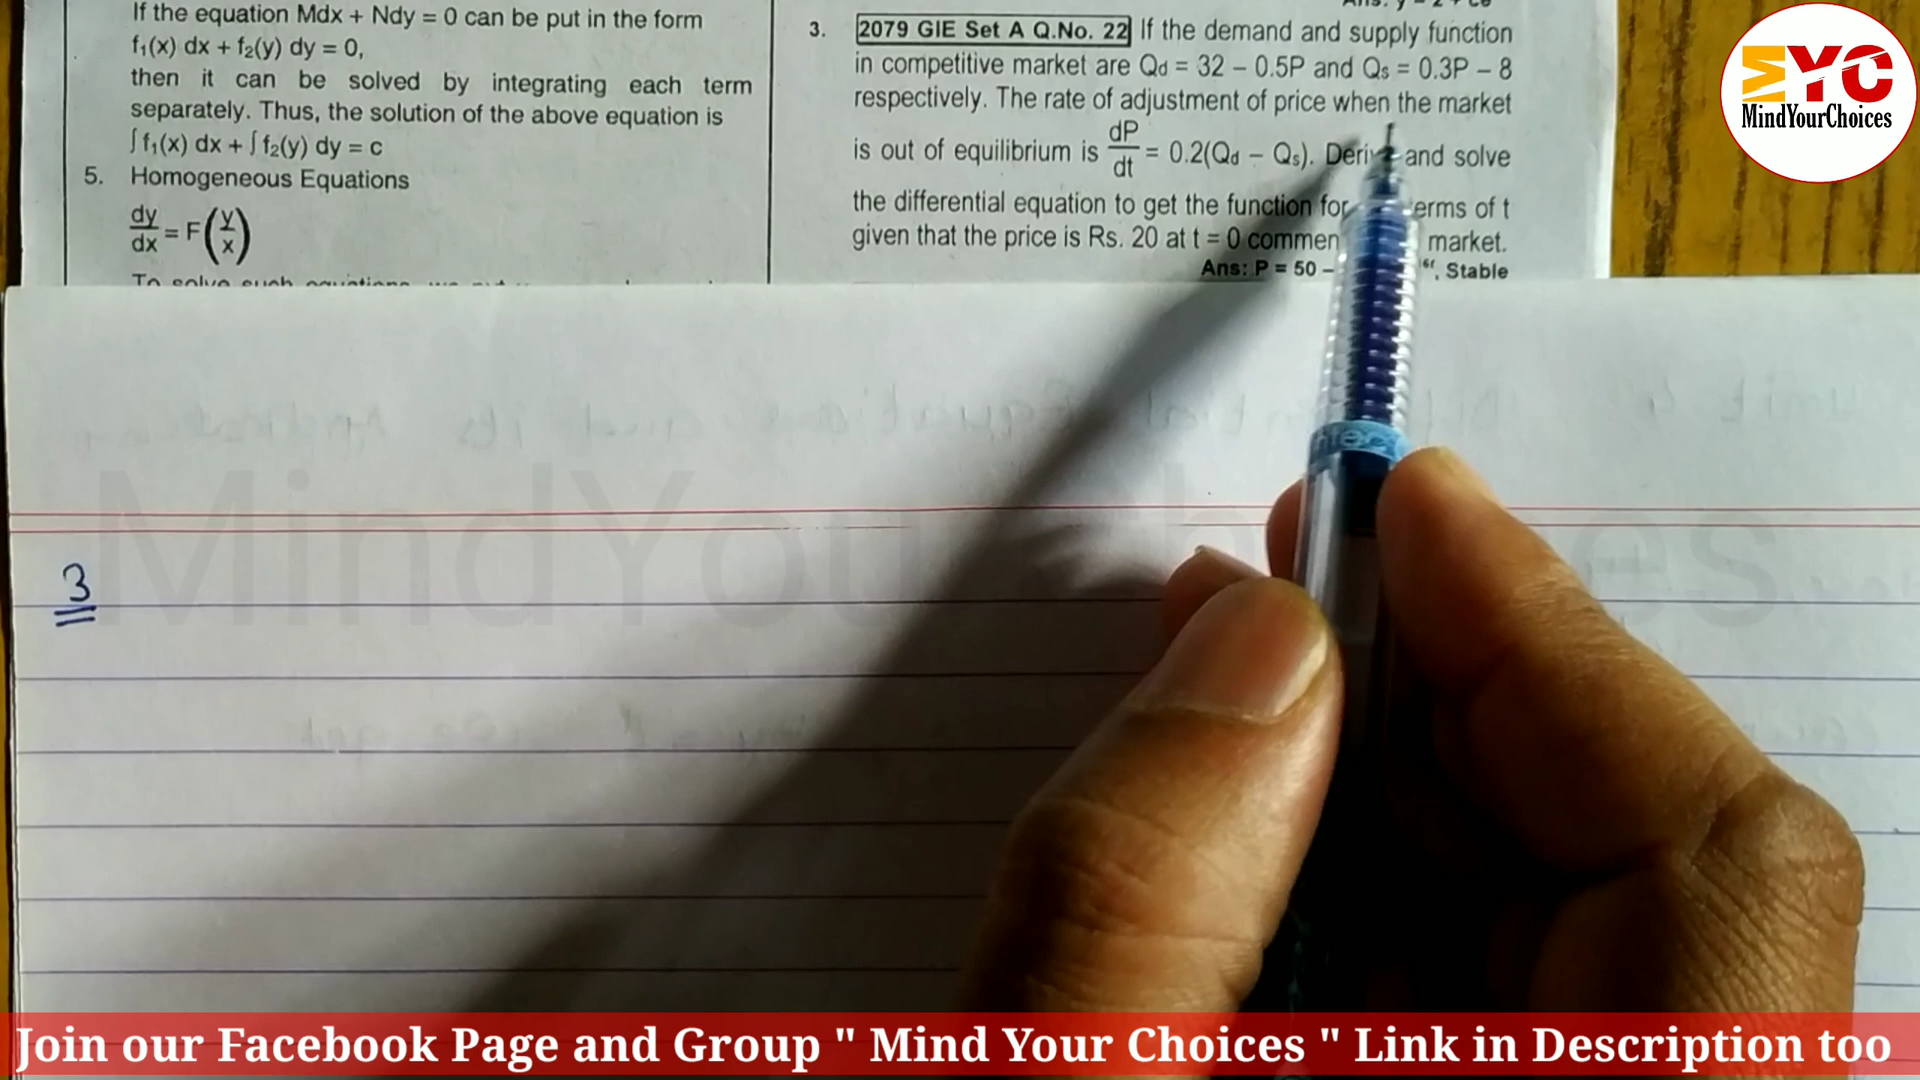 If the equation Mdx + Ndy = 0 can be put in the form
f₁(x) dx + f₂(y) dy = 0,
then it can be solved by integrating each term
separately. Thus, the solution of the above equation is
∫ f₁(x) dx + ∫ f₂(y) dy = c
5. Homogeneous Equations
dy/dx = F(y/x)
3. 2079 GIE Set A Q.No. 22 If the demand and supply function
in competitive market are Qd = 32 – 0.5P and Qs = 0.3P – 8
respectively. The rate of adjustment of price when the market
is out of equilibrium is dP/dt = 0.2(Qd – Qs). and solve
the differential equation to get the function for terms of t
given that the price is Rs. 20 at t = 0 market.
Ans: P = 50 – , Stable
MYC
MindYourChoices
3
Join our Facebook Page and Group " Mind Your Choices " Link in Description too